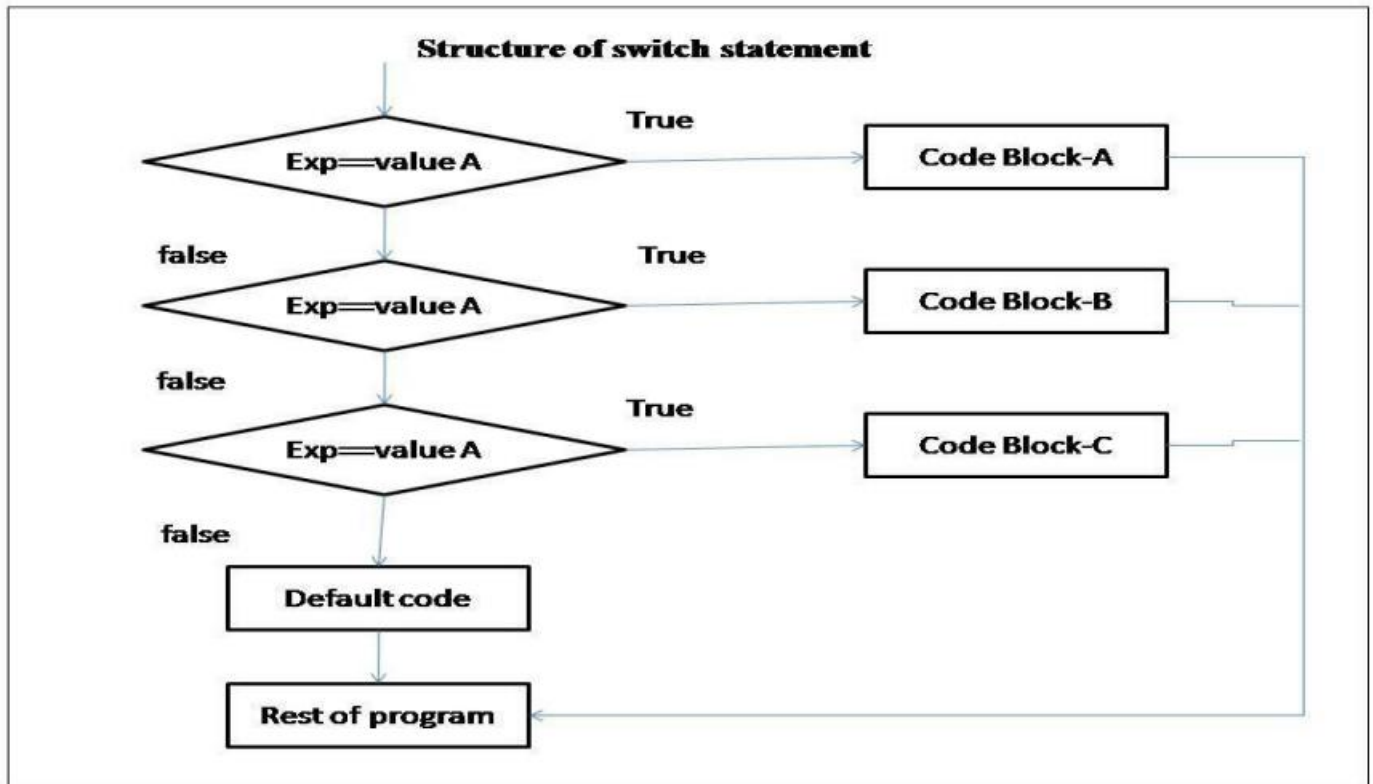 Structure of switch statement
True
Exp==value A
Code Block-A
false
True
Exp==value A
Code Block-B
false
True
Exp==value A
Code Block-C
false
Default code
Rest of program